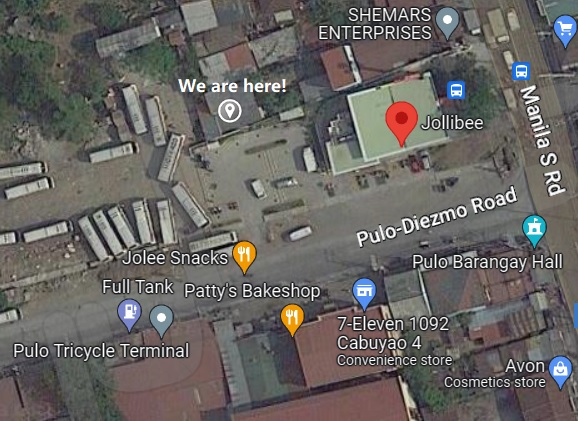 SHEMARS
ENTERPRISES
We are here!
Jollibee
Manila S Rd
Pulo-Diezmo Road
Pulo Barangay Hall
Jolee Snacks
Full Tank
Patty's Bakeshop
Pulo Tricycle Terminal
7-Eleven 1092
Cabuyao 4
Convenience store
Avon
Cosmetics store